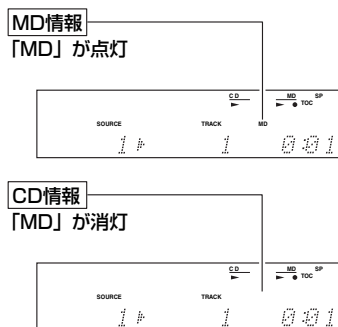 MD情報
「MD」が点灯
CD MD SP
TOC
SOURCE TRACK MD
1 1 0:01
CD情報
「MD」が消灯
CD MD SP
TOC
SOURCE TRACK
1 1 0:01